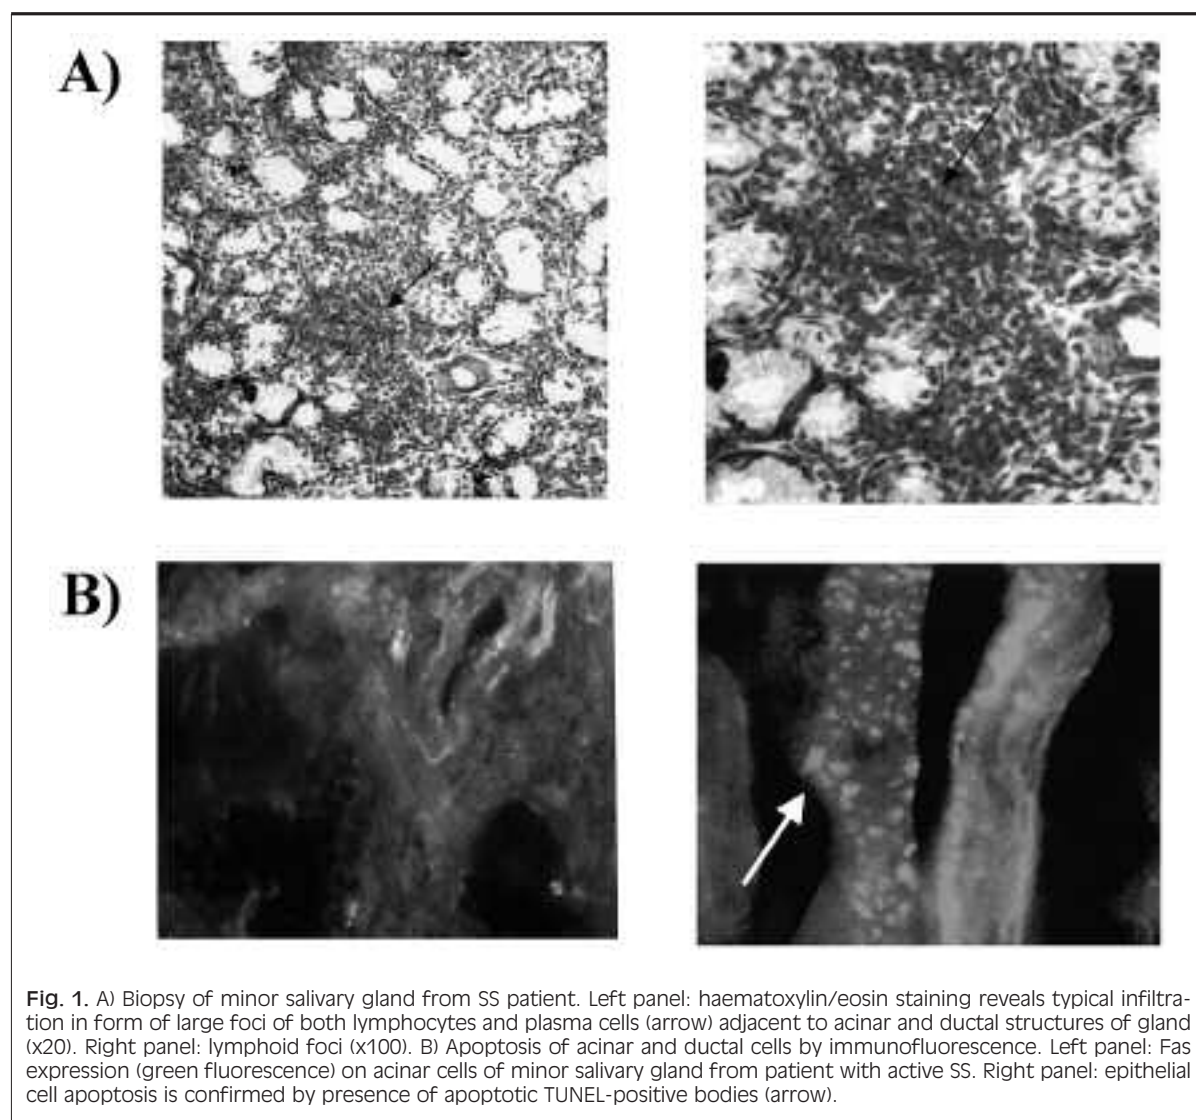 A)
B)
Fig. 1. A) Biopsy of minor salivary gland from SS patient. Left panel: haematoxylin/eosin staining reveals typical infiltra-
tion in form of large foci of both lymphocytes and plasma cells (arrow) adjacent to acinar and ductal structures of gland
(x20). Right panel: lymphoid foci (x100). B) Apoptosis of acinar and ductal cells by immunofluorescence. Left panel: Fas
expression (green fluorescence) on acinar cells of minor salivary gland from patient with active SS. Right panel: epithelial
cell apoptosis is confirmed by presence of apoptotic TUNEL-positive bodies (arrow).